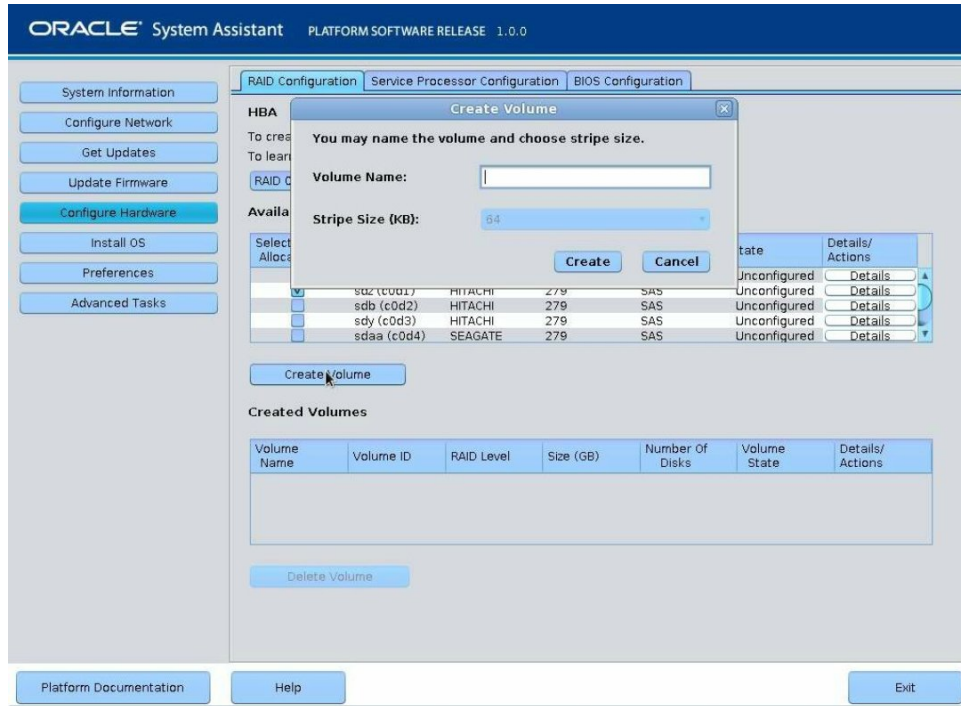 ORACLE System Assistant PLATFORM SOFTWARE RELEASE 1.0.0
System Information
Configure Network
Get Updates
Update Firmware
Configure Hardware
Install OS
Preferences
Advanced Tasks
RAID Configuration Service Processor Configuration BIOS Configuration
HBA
To crea
To lear
RAID C
Create Volume
You may name the volume and choose stripe size.
Volume Name:
Stripe Size (KB): 64
Create Cancel
Availa
Select
Alloca
tate
Details/
Actions
Unconfigured Details
sdz (c0d1) HITACHI 279 SAS Unconfigured Details
sdb (c0d2) HITACHI 279 SAS Unconfigured Details
sdy (c0d3) HITACHI 279 SAS Unconfigured Details
sdaa (c0d4) SEAGATE 279 SAS Unconfigured Details
Create Volume
Created Volumes
Volume Name Volume ID RAID Level Size (GB) Number Of Disks Volume State Details/ Actions
Delete Volume
Platform Documentation Help Exit